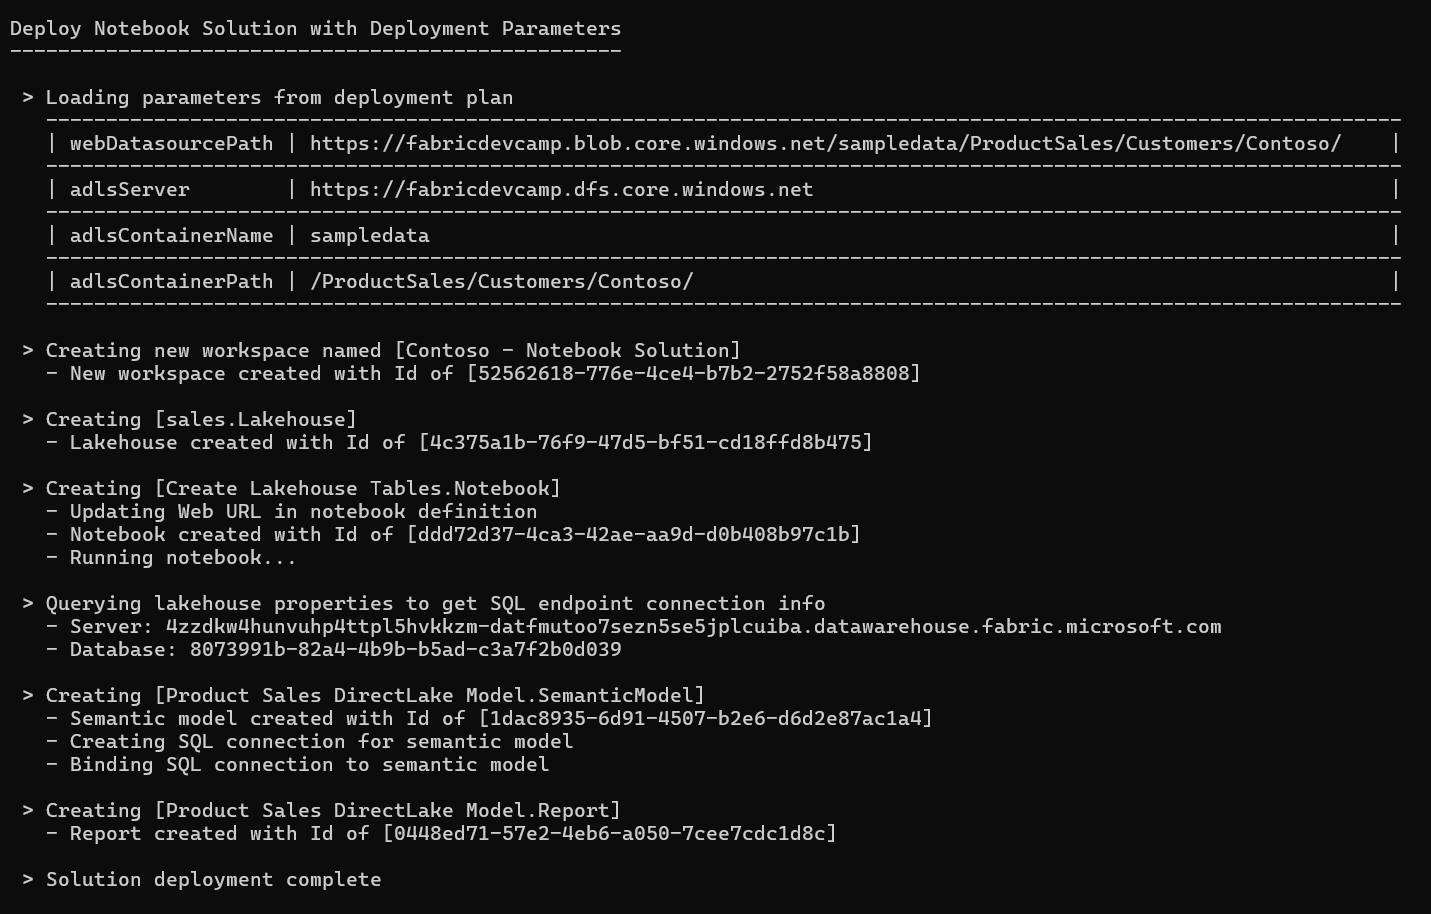 Deploy Notebook Solution with Deployment Parameters
---------------------------------------------------
> Loading parameters from deployment plan
| webDatasourcePath | https://fabricdevcamp.blob.core.windows.net/sampledata/ProductSales/Customers/Contoso/ |
| adlsServer | https://fabricdevcamp.dfs.core.windows.net |
| adlsContainerName | sampledata |
| adlsContainerPath | /ProductSales/Customers/Contoso/ |
> Creating new workspace named [Contoso - Notebook Solution]
- New workspace created with Id of [52562618-776e-4ce4-b7b2-2752f58a8808]
> Creating [sales.Lakehouse]
- Lakehouse created with Id of [4c375a1b-76f9-47d5-bf51-cd18ffd8b475]
> Creating [Create Lakehouse Tables.Notebook]
- Updating Web URL in notebook definition
- Notebook created with Id of [ddd72d37-4ca3-42ae-aa9d-d0b408b97c1b]
- Running notebook...
> Querying lakehouse properties to get SQL endpoint connection info
- Server: 4zzdkw4hunvuhp4ttpl5hvkkzm-datfmutoo7sezn5se5jplcuiba.datawarehouse.fabric.microsoft.com
- Database: 8073991b-82a4-4b9b-b5ad-c3a7f2b0d039
> Creating [Product Sales DirectLake Model.SemanticModel]
- Semantic model created with Id of [1dac8935-6d91-4507-b2e6-d6d2e87ac1a4]
- Creating SQL connection for semantic model
- Binding SQL connection to semantic model
> Creating [Product Sales DirectLake Model.Report]
- Report created with Id of [0448ed71-57e2-4eb6-a050-7cee7cdc1d8c]
> Solution deployment complete